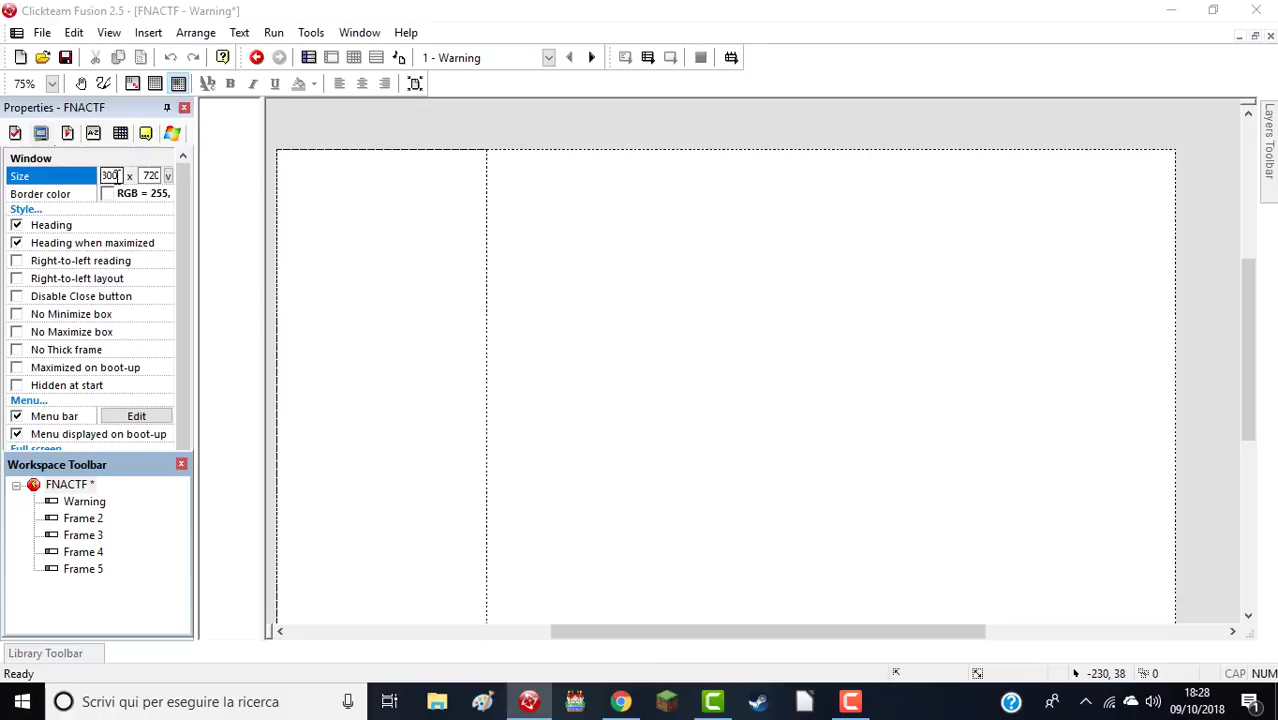 Clickteam Fusion 2.5 - [FNACTF - Warning*]
File Edit View Insert Arrange Text Run Tools Window Help
1 - Warning
75%
Properties - FNACTF
Window
Size 300 x 720
Border color RGB = 255,
Style...
Heading
Heading when maximized
Right-to-left reading
Right-to-left layout
Disable Close button
No Minimize box
No Maximize box
No Thick frame
Maximized on boot-up
Hidden at start
Menu...
Menu bar Edit
Menu displayed on boot-up
Full screen
Workspace Toolbar
FNACTF *
Warning
Frame 2
Frame 3
Frame 4
Frame 5
Library Toolbar
Layers Toolbar
Ready
-230, 38
0
CAP NUM
Scrivi qui per eseguire la ricerca
18:28
09/10/2018